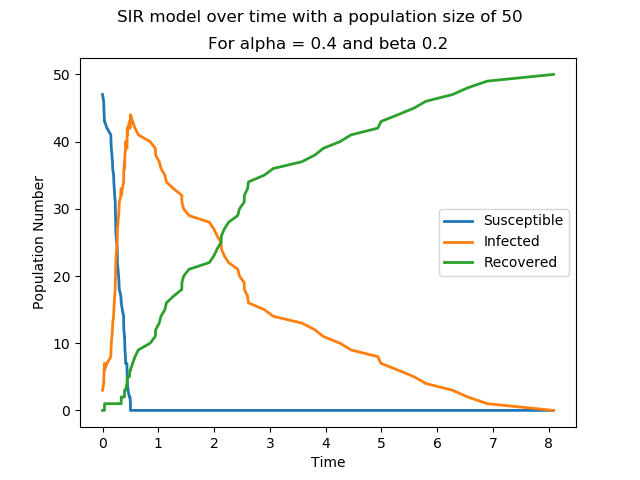 SIR model over time with a population size of 50
For alpha = 0.4 and beta 0.2
50
40
30
20
10
0
Population Number
Susceptible
Infected
Recovered
0 1 2 3 4 5 6 7 8
Time